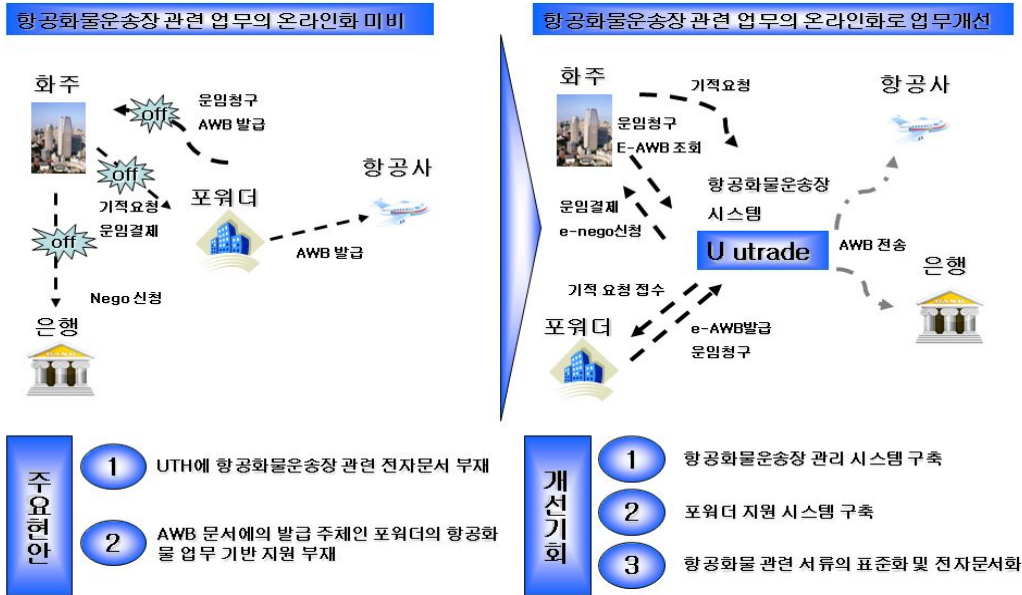 항공화물운송장 관련 업무의 온라인화 미비
화주
off
운임청구
AWB 발급
off
기적요청
운임결제
포워더
항공사
AWB 발급
off
Nego 신청
은행
BANK
주요현안
1
UTH에 항공화물운송장 관련 전자문서 부재
2
AWB 문서에의 발급 주체인 포워더의 항공화
물 업무 기반 지원 부재
항공화물운송장 관련 업무의 온라인화로 업무개선
화주
기적요청
항공사
운임청구
E-AWB 조회
항공화물운송장
시스템
운임결제
e-nego신청
U utrade
AWB 전송
은행
BANK
기적 요청 접수
포워더
e-AWB발급
운임청구
개선기회
1
항공화물운송장 관리 시스템 구축
2
포워더 지원 시스템 구축
3
항공화물 관련 서류의 표준화 및 전자문서화